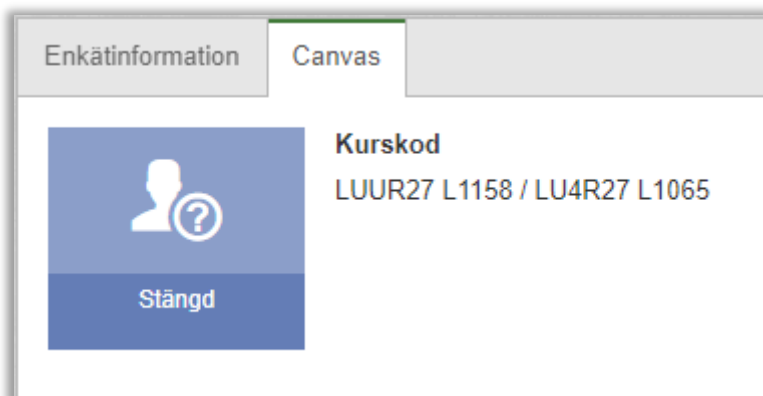 Enkätinformation
Canvas
Kurskod
LUUR27 L1158 / LU4R27 L1065
?
Stängd